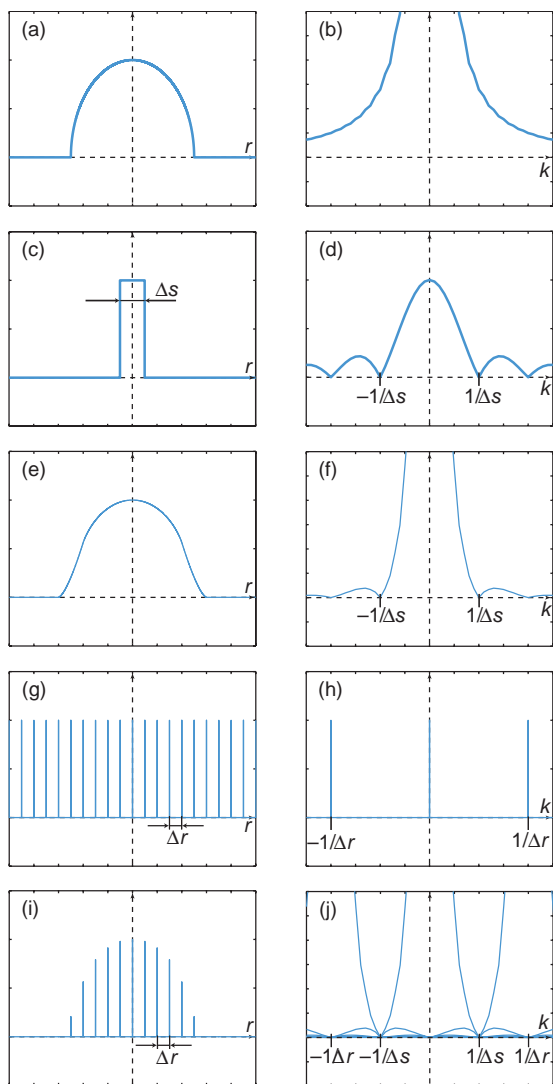 (a)
r
(b)
k
(c)
Δs
r
(d)
k
–1/Δs
1/Δs
(e)
r
(f)
k
–1/Δs
1/Δs
(g)
r
Δr
(h)
k
–1/Δr
1/Δr
(i)
r
Δr
(j)
k
–1Δr
–1/Δs
1/Δs
1/Δr